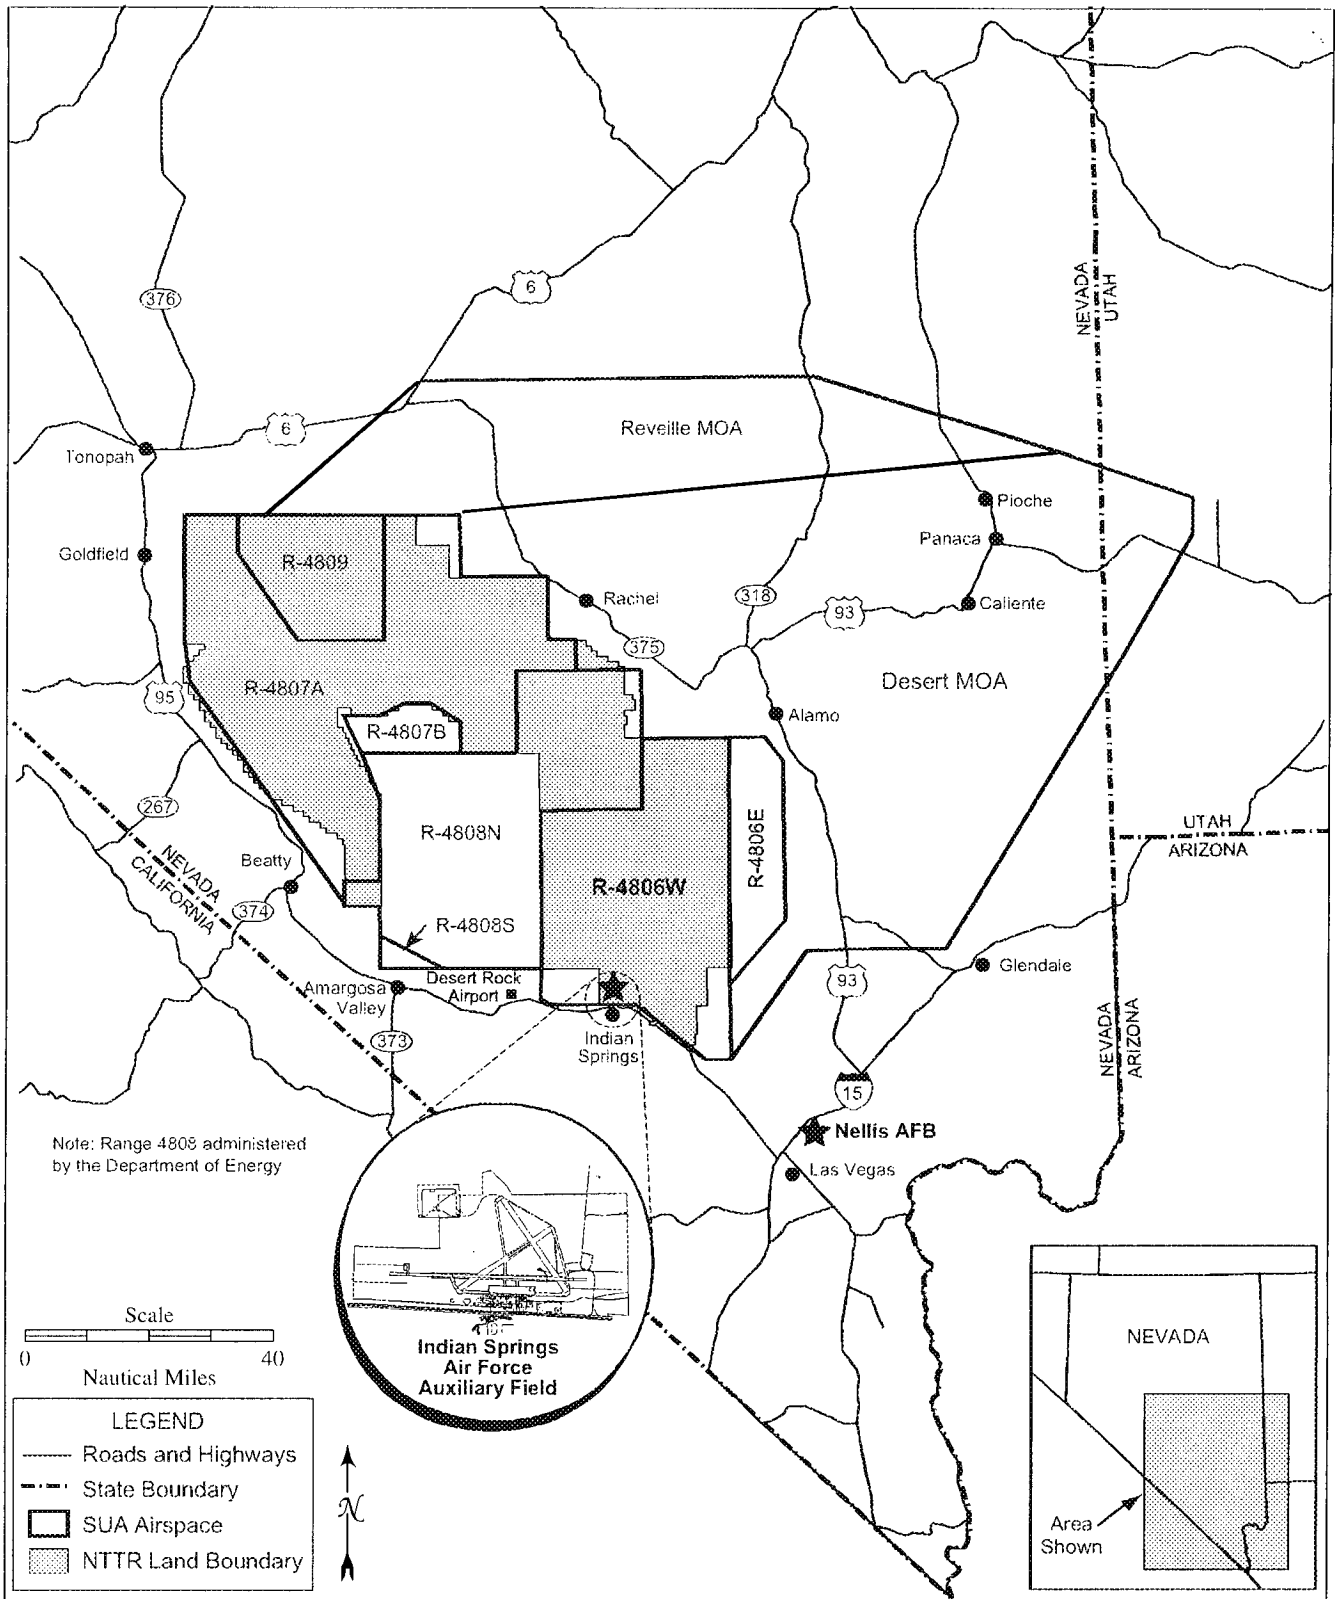 376
6
NEVADA
UTAH
6
Reveille MOA
Tonopah
Pioche
Panaca
Goldfield
R-4809
Rachel
318
93
Caliente
375
R-4807A
Desert MOA
95
Alamo
R-4807B
267
R-4808N
UTAH
ARIZONA
NEVADA
CALIFORNIA
Beatty
R-4806E
R-4806W
374
R-4808S
Glendale
Desert Rock
Airport
93
Amargosa
Valley
373
Indian
Springs
NEVADA
ARIZONA
15
Nellis AFB
Las Vegas
Note: Range 4808 administered
by the Department of Energy
Indian Springs
Air Force
Auxiliary Field
Scale
0 40
Nautical Miles
LEGEND
Roads and Highways
State Boundary
SUA Airspace
NTTR Land Boundary
N
NEVADA
Area
Shown